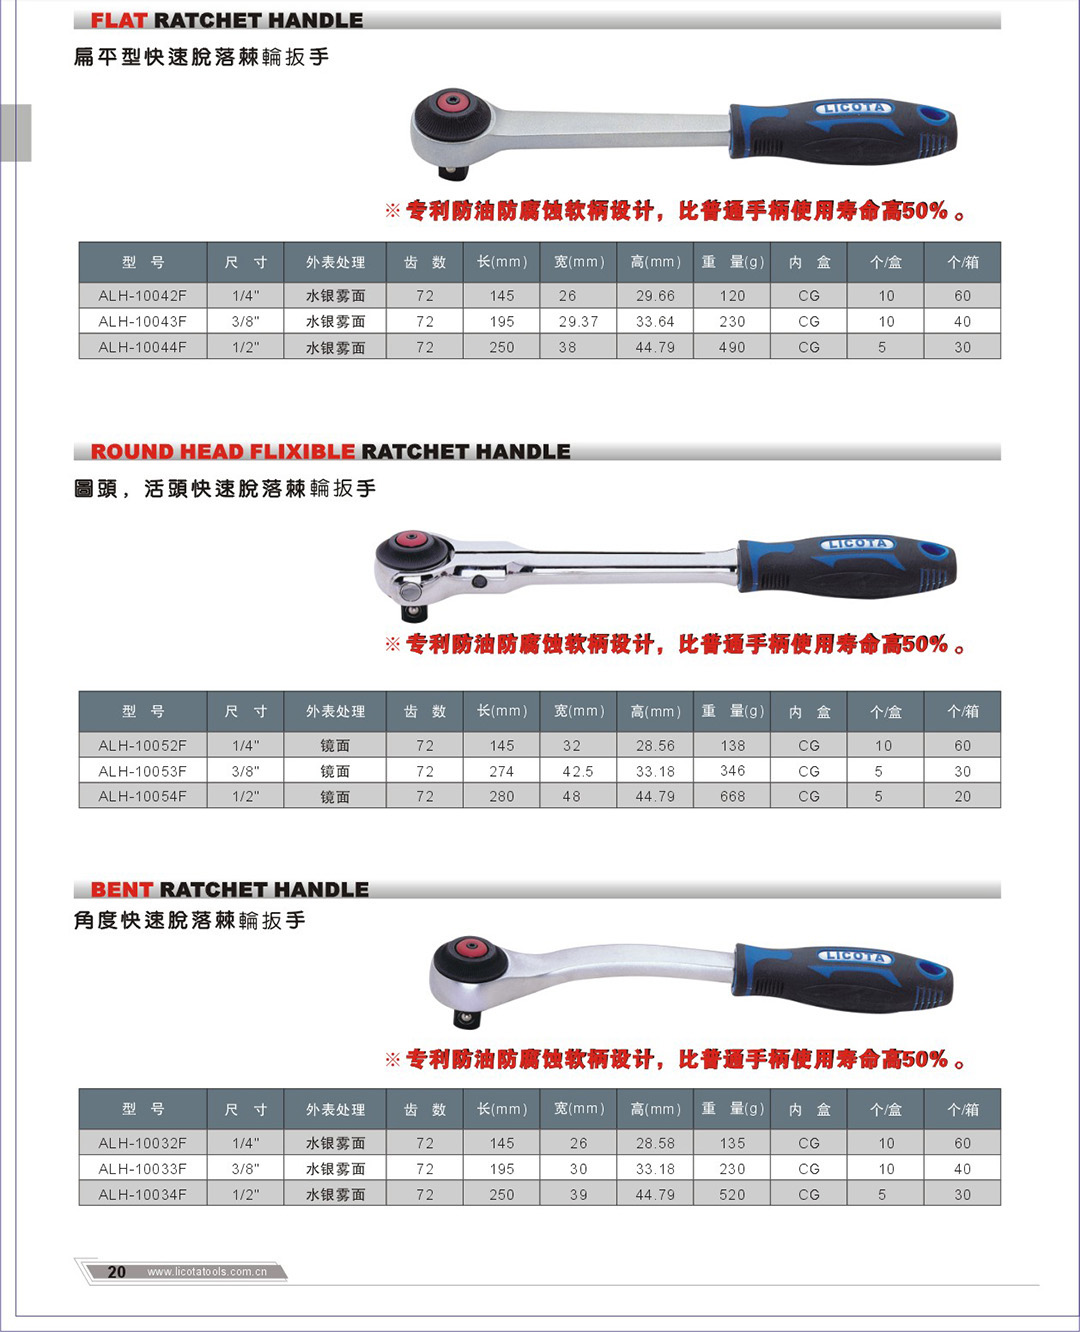 FLAT RATCHET HANDLE
扁平型快速脫落棘輪扳手
LICOTA
※ 专利防油防腐蚀软柄设计，比普通手柄使用寿命高50% 。
型 号 尺 寸 外表处理 齿 数 长(mm) 宽(mm) 高(mm) 重 量(g) 内 盒 个/盒 个/箱
ALH-10042F 1/4" 水银雾面 72 145 26 29.66 120 CG 10 60
ALH-10043F 3/8" 水银雾面 72 195 29.37 33.64 230 CG 10 40
ALH-10044F 1/2" 水银雾面 72 250 38 44.79 490 CG 5 30
ROUND HEAD FLIXIBLE RATCHET HANDLE
圖頭，活頭快速脫落棘輪扳手
LICOTA
※ 专利防油防腐蚀软柄设计，比普通手柄使用寿命高50% 。
型 号 尺 寸 外表处理 齿 数 长(mm) 宽(mm) 高(mm) 重 量(g) 内 盒 个/盒 个/箱
ALH-10052F 1/4" 镜面 72 145 32 28.56 138 CG 10 60
ALH-10053F 3/8" 镜面 72 274 42.5 33.18 346 CG 5 30
ALH-10054F 1/2" 镜面 72 280 48 44.79 668 CG 5 20
BENT RATCHET HANDLE
角度快速脫落棘輪扳手
LICOTA
※ 专利防油防腐蚀软柄设计，比普通手柄使用寿命高50% 。
型 号 尺 寸 外表处理 齿 数 长(mm) 宽(mm) 高(mm) 重 量(g) 内 盒 个/盒 个/箱
ALH-10032F 1/4" 水银雾面 72 145 26 28.58 135 CG 10 60
ALH-10033F 3/8" 水银雾面 72 195 30 33.18 230 CG 10 40
ALH-10034F 1/2" 水银雾面 72 250 39 44.79 520 CG 5 30
20 www.licotatools.com.cn